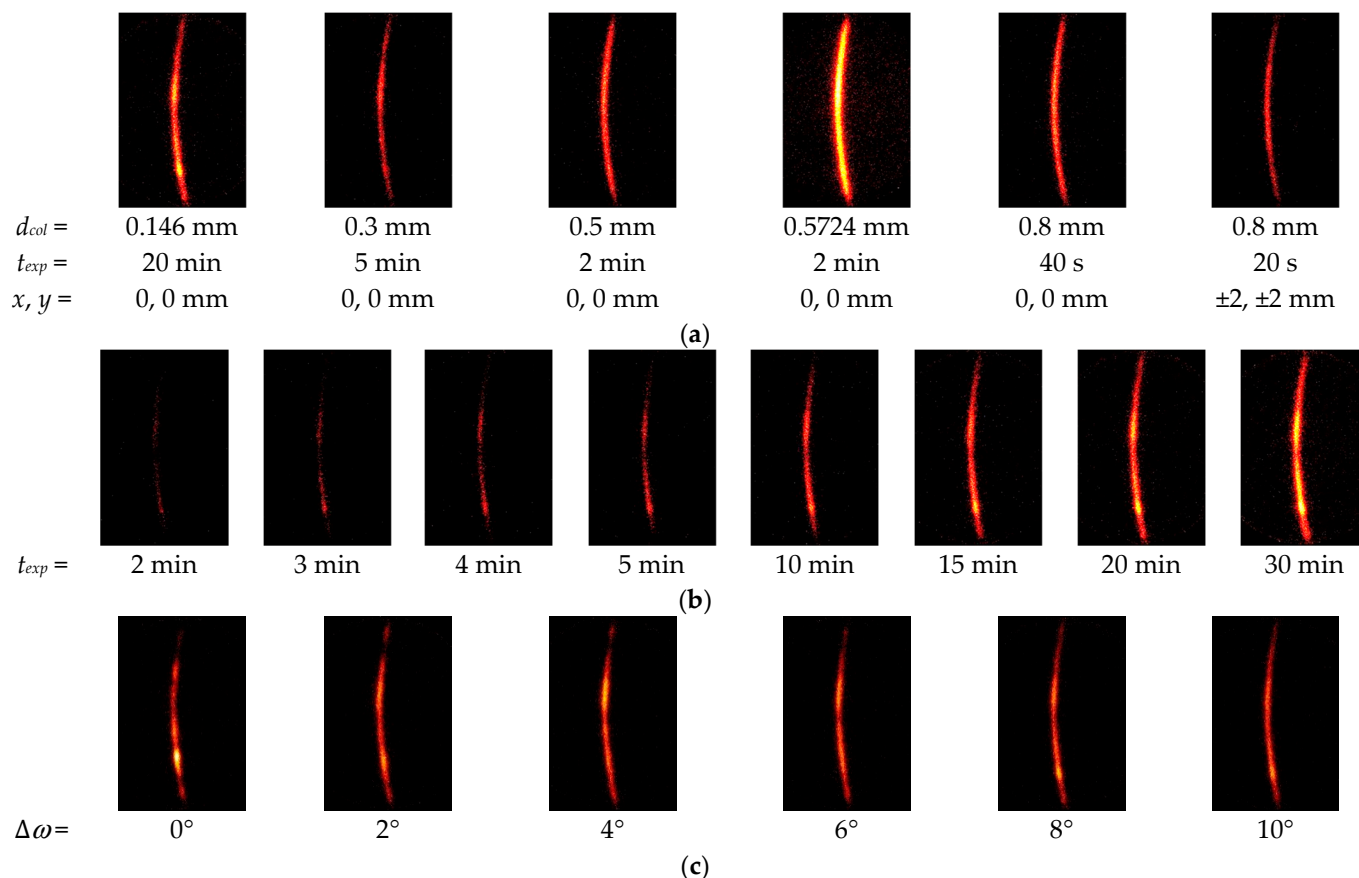 d_col = 0.146 mm 0.3 mm 0.5 mm 0.5724 mm 0.8 mm 0.8 mm
t_exp = 20 min 5 min 2 min 2 min 40 s 20 s
x, y = 0, 0 mm 0, 0 mm 0, 0 mm 0, 0 mm 0, 0 mm ±2, ±2 mm
(a)
t_exp = 2 min 3 min 4 min 5 min 10 min 15 min 20 min 30 min
(b)
Δω = 0° 2° 4° 6° 8° 10°
(c)